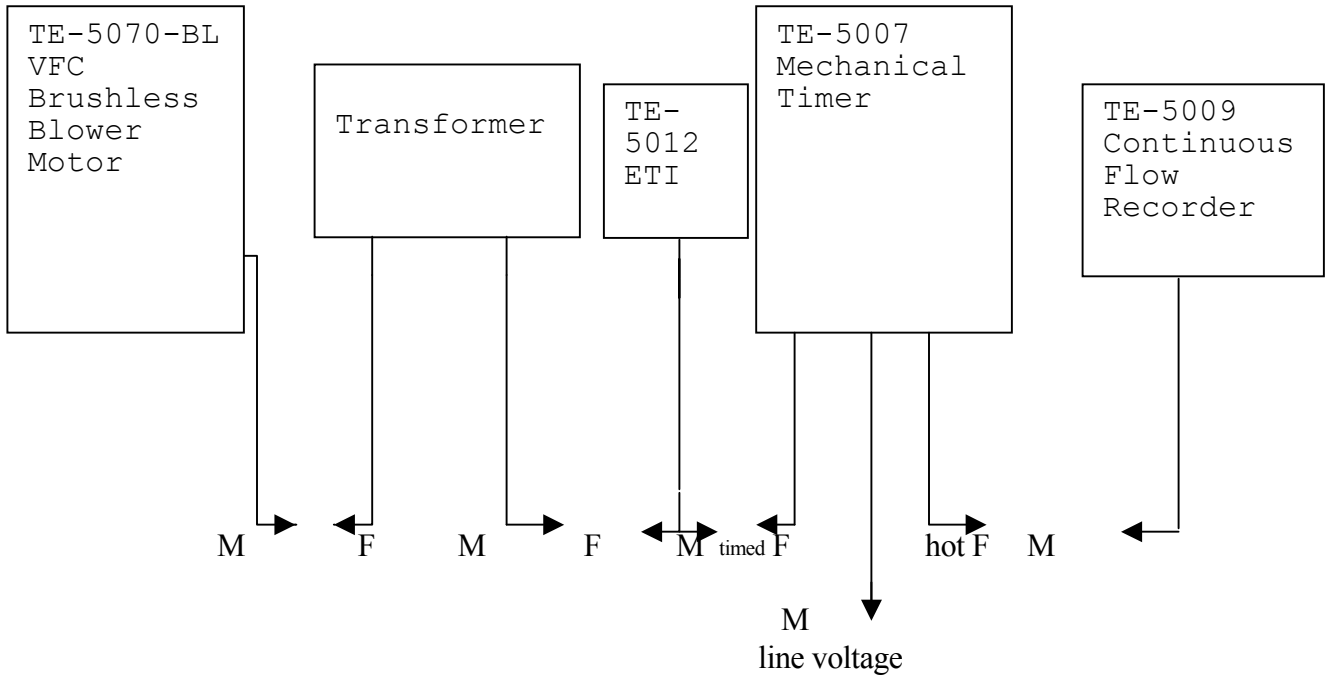 TE-5070-BL
VFC
Brushless
Blower
Motor
Transformer
TE-
5012
ETI
TE-5007
Mechanical
Timer
TE-5009
Continuous
Flow
Recorder
M F M F M timed F hot F M
M
line voltage